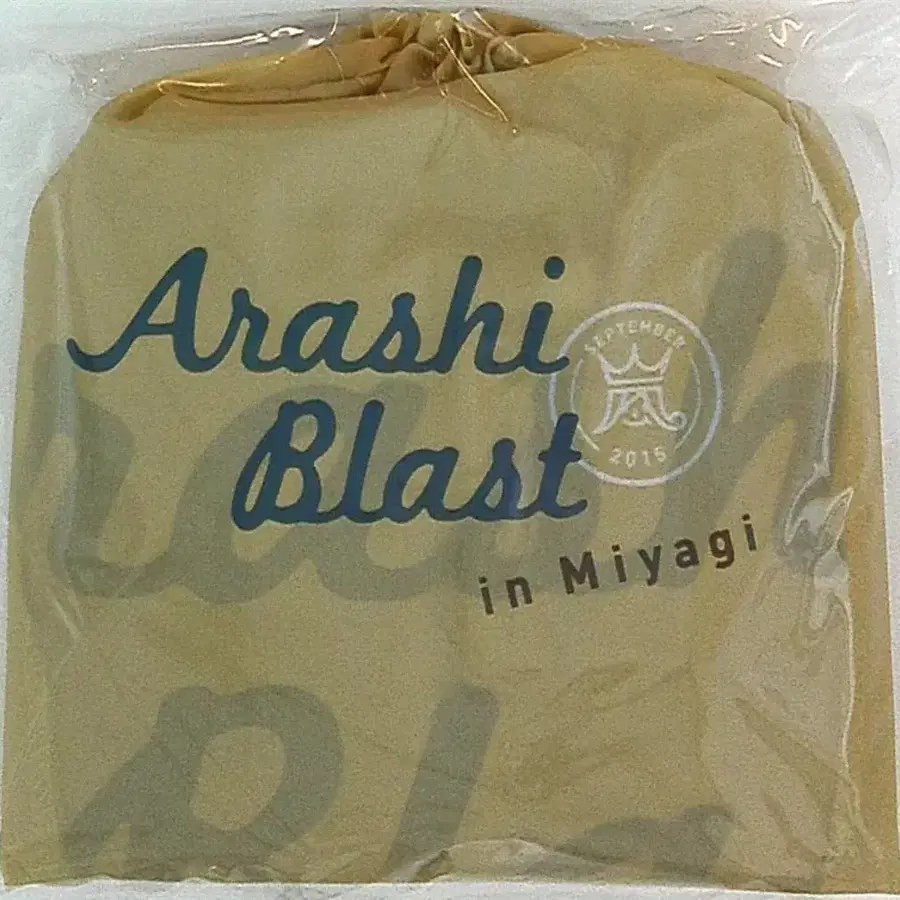 Arashi
Blast
SEPTEMBER
嵐
2015
in Miyagi